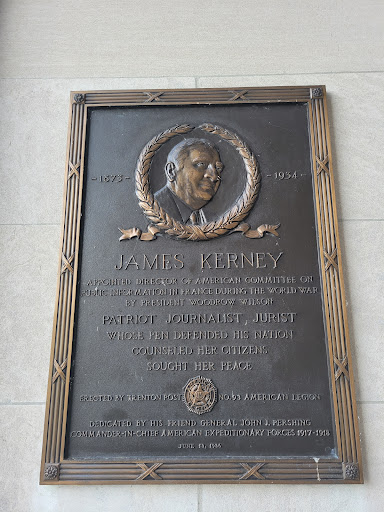 1873 - 1934
JAMES KERNEY
APPOINTED DIRECTOR OF AMERICAN COMMITTEE ON
PUBLIC INFORMATION IN FRANCE DURING THE WORLD WAR
BY PRESIDENT WOODROW WILSON
PATRIOT JOURNALIST, JURIST
WHOSE PEN DEFENDED HIS NATION
COUNSELED HER CITIZENS
SOUGHT HER PEACE
ERECTED BY TRENTON POST NO. 93 AMERICAN LEGION
DEDICATED BY HIS FRIEND GENERAL JOHN J. PERSHING
COMMANDER-IN-CHIEF AMERICAN EXPEDITIONARY FORCES 1917-1918
JUNE